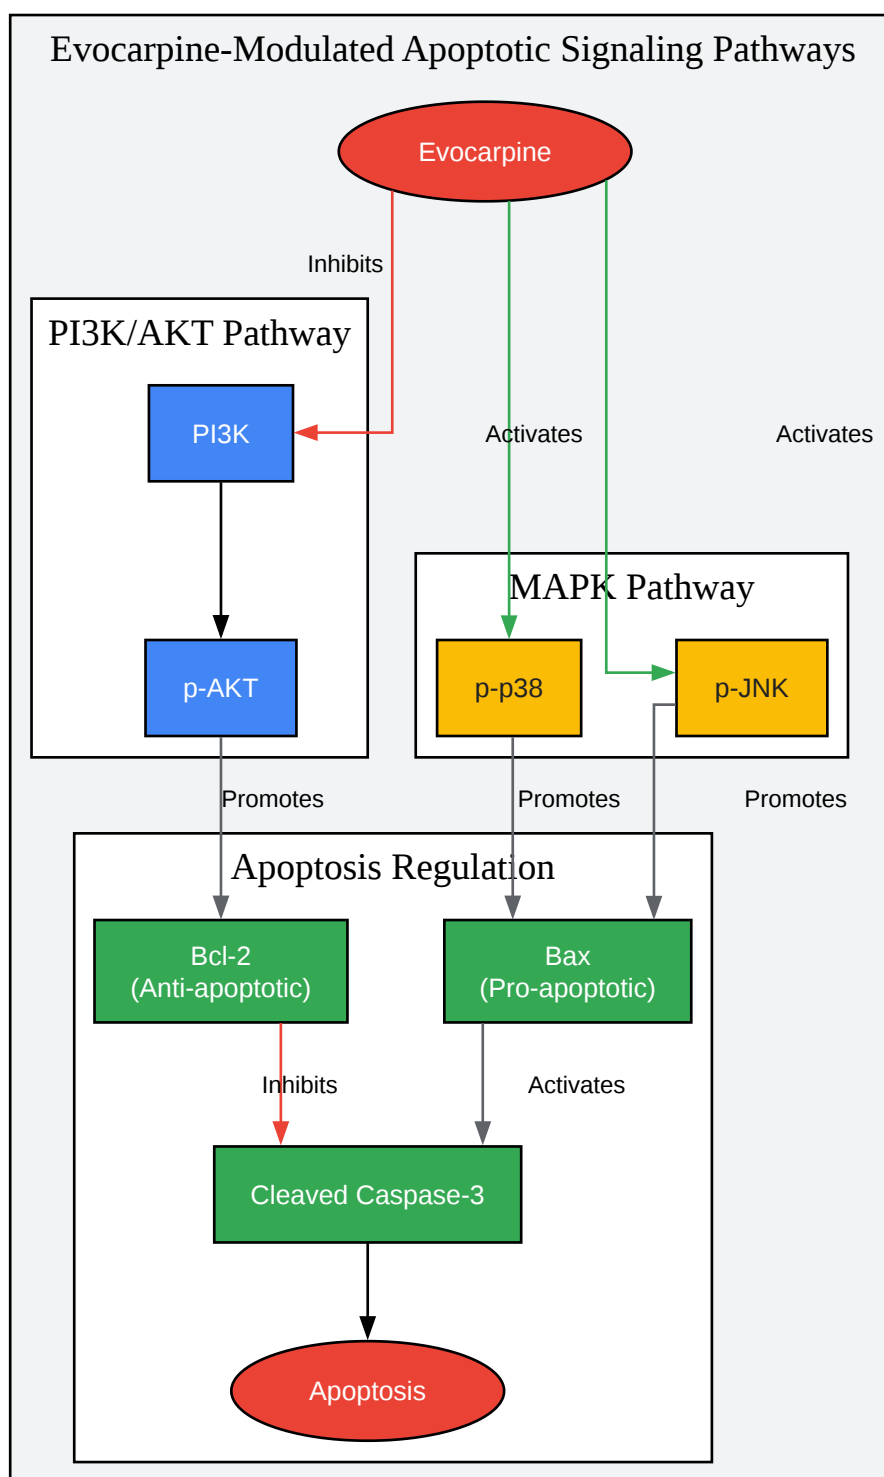 Evocarpine-Modulated Apoptotic Signaling Pathways
Evocarpine
Inhibits
PI3K/AKT Pathway
PI3K
Activates
Activates
MAPK Pathway
p-AKT
p-p38
p-JNK
Promotes
Promotes
Promotes
Apoptosis Regulation
Bcl-2
(Anti-apoptotic)
Bax
(Pro-apoptotic)
Inhibits
Activates
Cleaved Caspase-3
Apoptosis